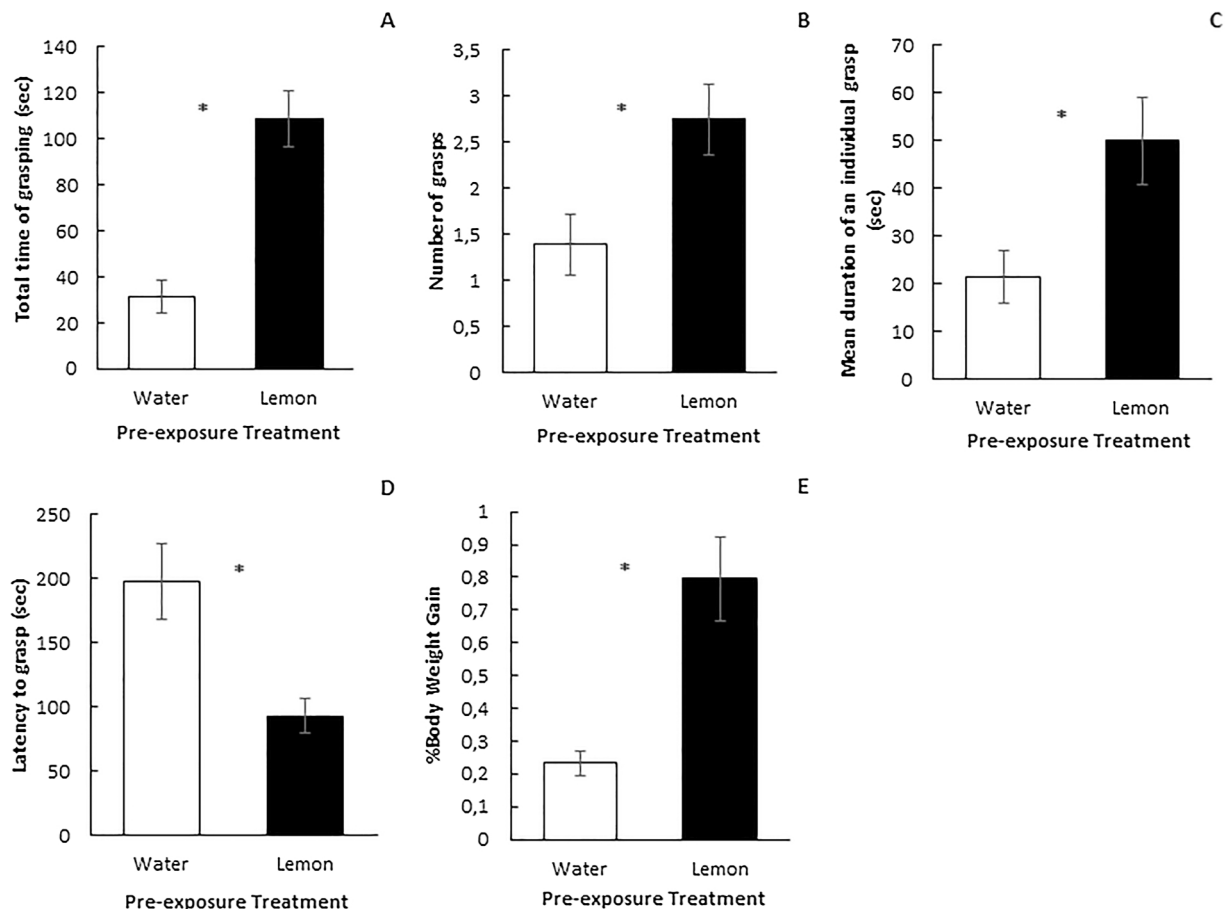 A
Total time of grasping (sec)
140
120
100
80
60
40
20
0
*
Water
Lemon
Pre-exposure Treatment
B
Number of grasps
3,5
3
2,5
2
1,5
1
0,5
0
*
Water
Lemon
Pre-exposure Treatment
C
Mean duration of an individual grasp
(sec)
70
60
50
40
30
20
10
0
*
Water
Lemon
Pre-exposure Treatment
D
Latency to grasp (sec)
250
200
150
100
50
0
*
Water
Lemon
Pre-exposure Treatment
E
%Body Weight Gain
1
0,9
0,8
0,7
0,6
0,5
0,4
0,3
0,2
0,1
0
*
Water
Lemon
Pre-exposure Treatment